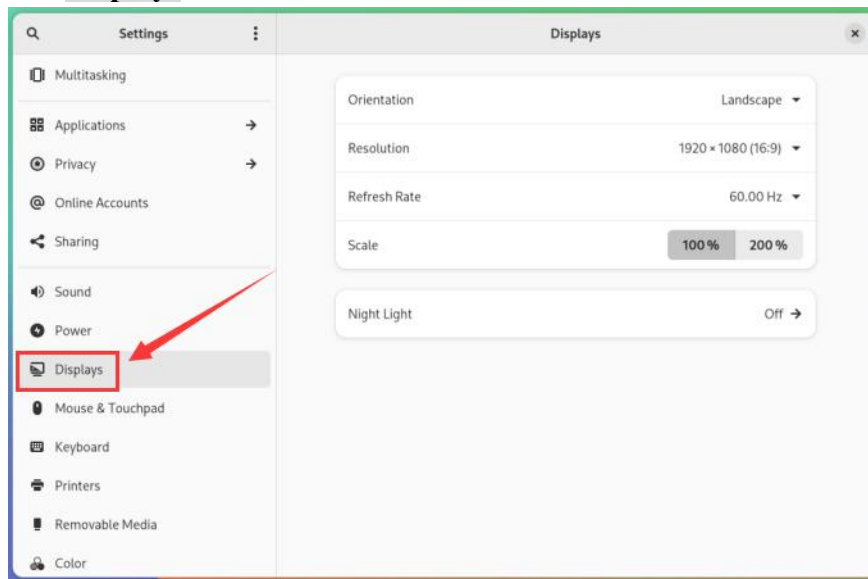 Settings
Displays
Multitasking
Applications
Privacy
Online Accounts
Sharing
Sound
Power
Displays
Mouse & Touchpad
Keyboard
Printers
Removable Media
Color
Orientation Landscape
Resolution 1920 × 1080 (16:9)
Refresh Rate 60.00 Hz
Scale 100 % 200 %
Night Light Off